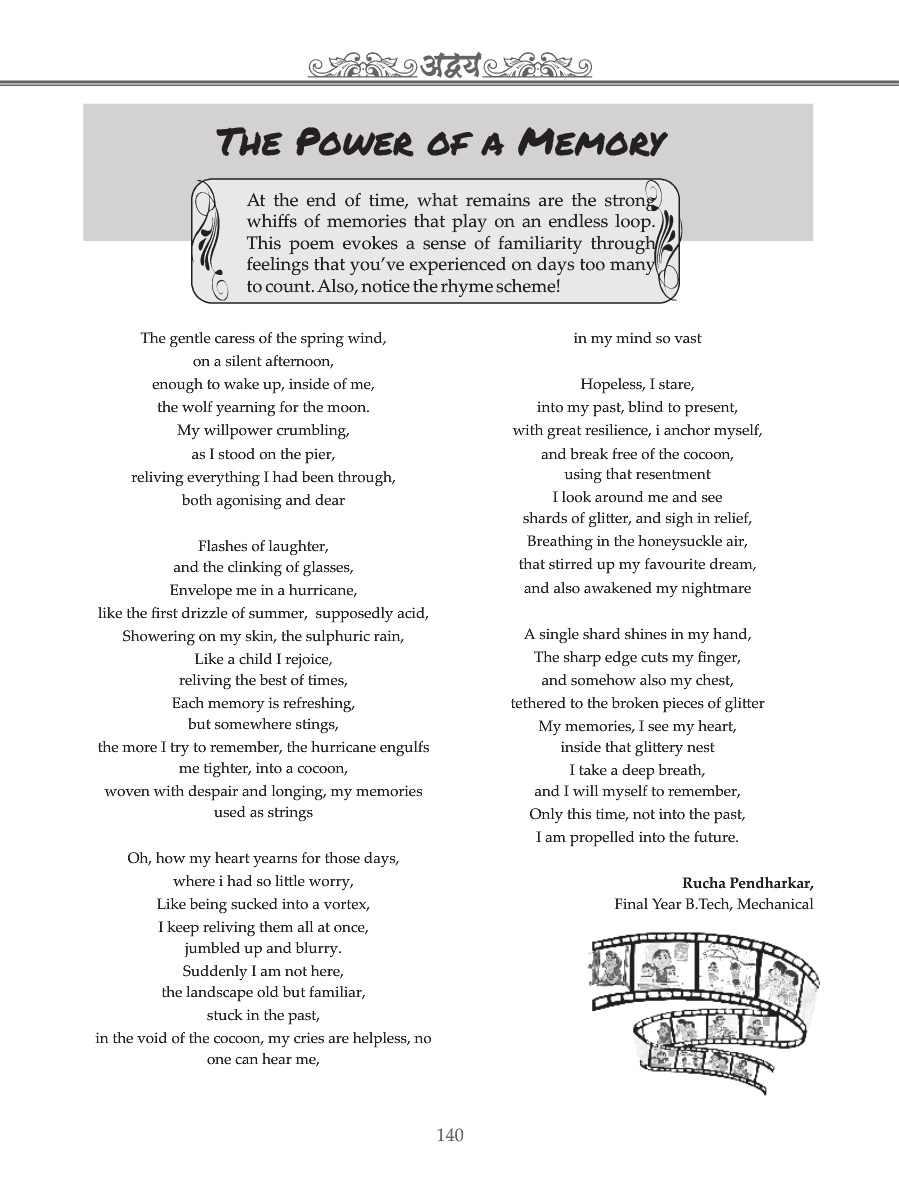 अद्वय
The Power of a Memory
At the end of time, what remains are the strong
whiffs of memories that play on an endless loop.
This poem evokes a sense of familiarity through
feelings that you’ve experienced on days too many
to count. Also, notice the rhyme scheme!
The gentle caress of the spring wind,
on a silent afternoon,
enough to wake up, inside of me,
the wolf yearning for the moon.
My willpower crumbling,
as I stood on the pier,
reliving everything I had been through,
both agonising and dear
Flashes of laughter,
and the clinking of glasses,
Envelope me in a hurricane,
like the first drizzle of summer, supposedly acid,
Showering on my skin, the sulphuric rain,
Like a child I rejoice,
reliving the best of times,
Each memory is refreshing,
but somewhere stings,
the more I try to remember, the hurricane engulfs
me tighter, into a cocoon,
woven with despair and longing, my memories
used as strings
Oh, how my heart yearns for those days,
where i had so little worry,
Like being sucked into a vortex,
I keep reliving them all at once,
jumbled up and blurry.
Suddenly I am not here,
the landscape old but familiar,
stuck in the past,
in the void of the cocoon, my cries are helpless, no
one can hear me,
in my mind so vast
Hopeless, I stare,
into my past, blind to present,
with great resilience, i anchor myself,
and break free of the cocoon,
using that resentment
I look around me and see
shards of glitter, and sigh in relief,
Breathing in the honeysuckle air,
that stirred up my favourite dream,
and also awakened my nightmare
A single shard shines in my hand,
The sharp edge cuts my finger,
and somehow also my chest,
tethered to the broken pieces of glitter
My memories, I see my heart,
inside that glittery nest
I take a deep breath,
and I will myself to remember,
Only this time, not into the past,
I am propelled into the future.
Rucha Pendharkar,
Final Year B.Tech, Mechanical
140